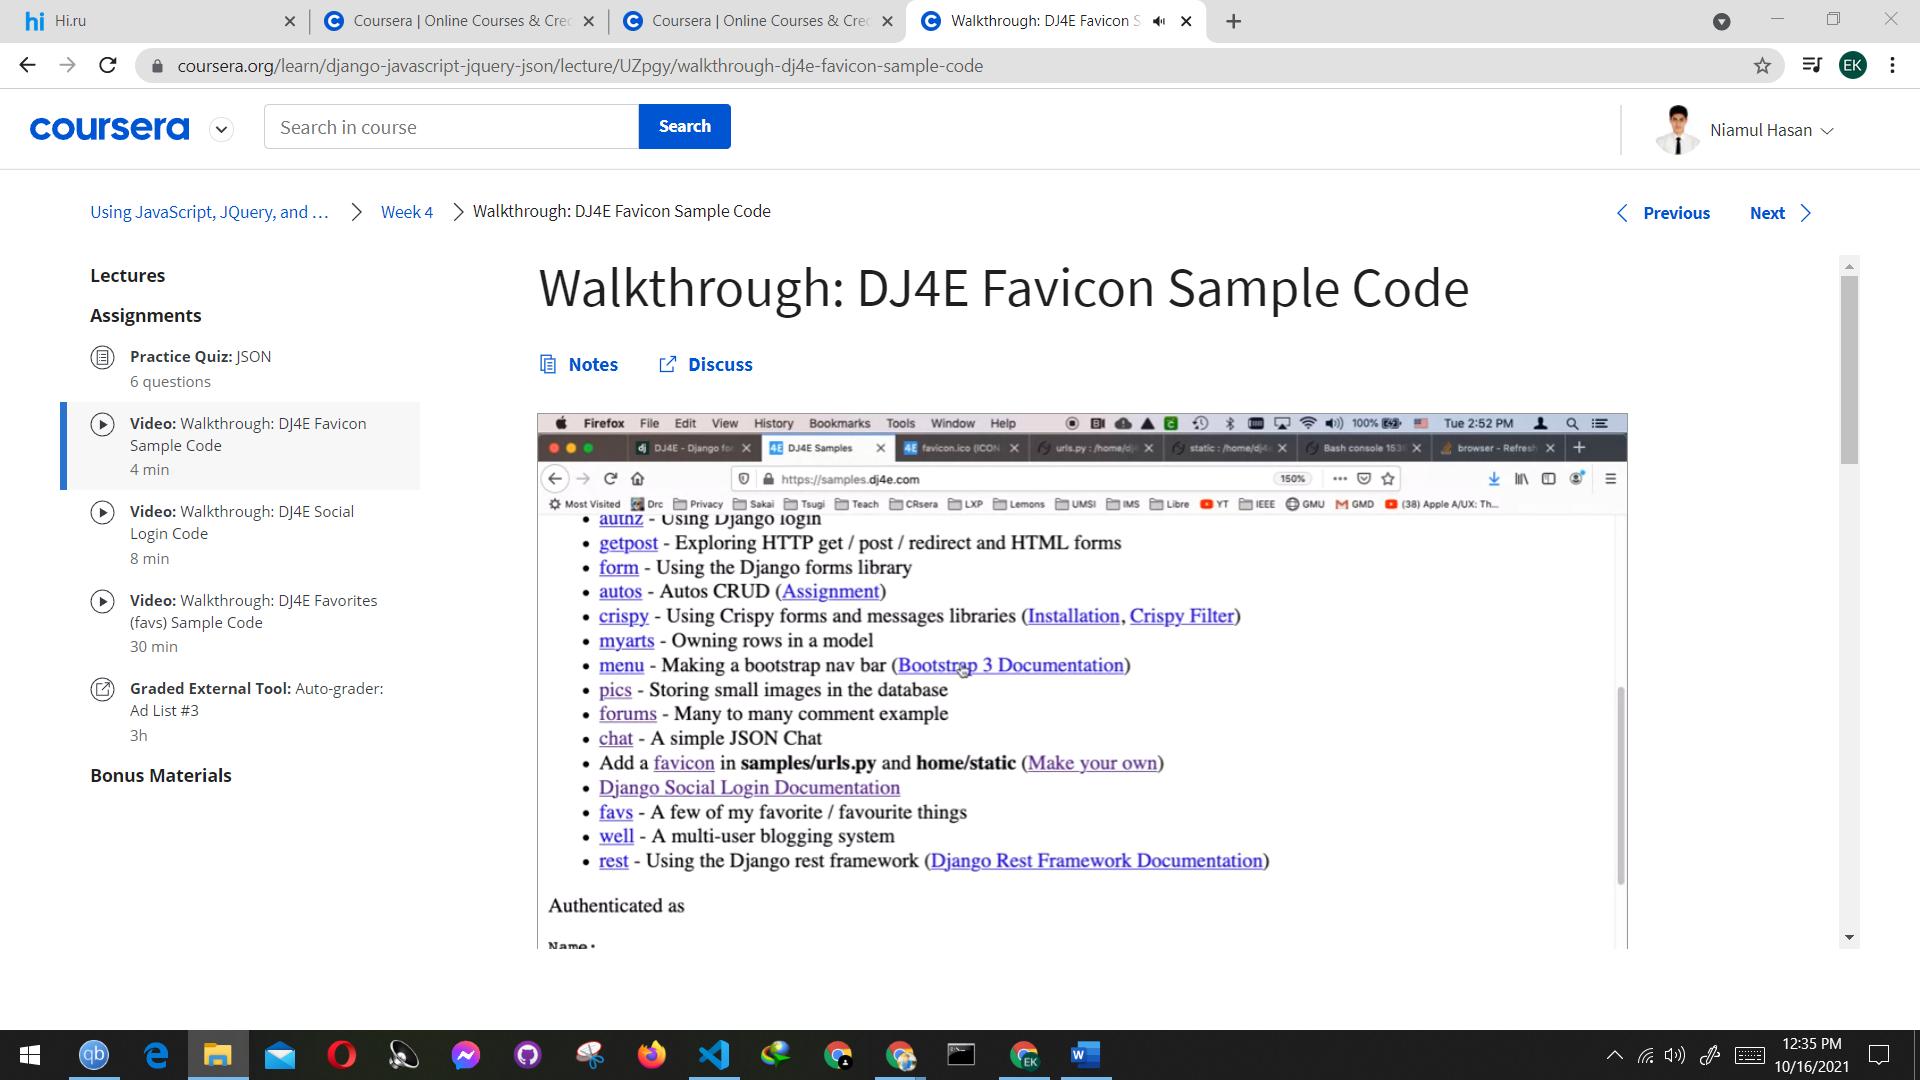 Hi.ru
Coursera | Online Courses & Cred
Coursera | Online Courses & Cred
Walkthrough: DJ4E Favicon S
coursera.org/learn/django-javascript-jquery-json/lecture/UZpgy/walkthrough-dj4e-favicon-sample-code
EK
coursera
Search in course
Search
Niamul Hasan
Using JavaScript, JQuery, and ...
Week 4
Walkthrough: DJ4E Favicon Sample Code
Previous
Next
Lectures
Assignments
Practice Quiz: JSON
6 questions
Video: Walkthrough: DJ4E Favicon
Sample Code
4 min
Video: Walkthrough: DJ4E Social
Login Code
8 min
Video: Walkthrough: DJ4E Favorites
(favs) Sample Code
30 min
Graded External Tool: Auto-grader:
Ad List #3
3h
Bonus Materials
Walkthrough: DJ4E Favicon Sample Code
Notes
Discuss
Firefox File Edit View History Bookmarks Tools Window Help 100% Tue 2:52 PM
DJ4E - Django for
DJ4E Samples
favicon.ico (ICON
urls.py : /home/dj4
static : /home/dj4e
Bash console 153
browser - Refresh
https://samples.dj4e.com
150%
Most Visited Drc Privacy Sakai Tsugi Teach CRsera LXP Lemons UMSI IMS Libre YT IEEE GMU GMD (38) Apple A/UX: Th...
authz - Using Django login
getpost - Exploring HTTP get / post / redirect and HTML forms
form - Using the Django forms library
autos - Autos CRUD (Assignment)
crispy - Using Crispy forms and messages libraries (Installation, Crispy Filter)
myarts - Owning rows in a model
menu - Making a bootstrap nav bar (Bootstrap 3 Documentation)
pics - Storing small images in the database
forums - Many to many comment example
chat - A simple JSON Chat
Add a favicon in samples/urls.py and home/static (Make your own)
Django Social Login Documentation
favs - A few of my favorite / favourite things
well - A multi-user blogging system
rest - Using the Django rest framework (Django Rest Framework Documentation)
Authenticated as
Name:
12:35 PM
10/16/2021